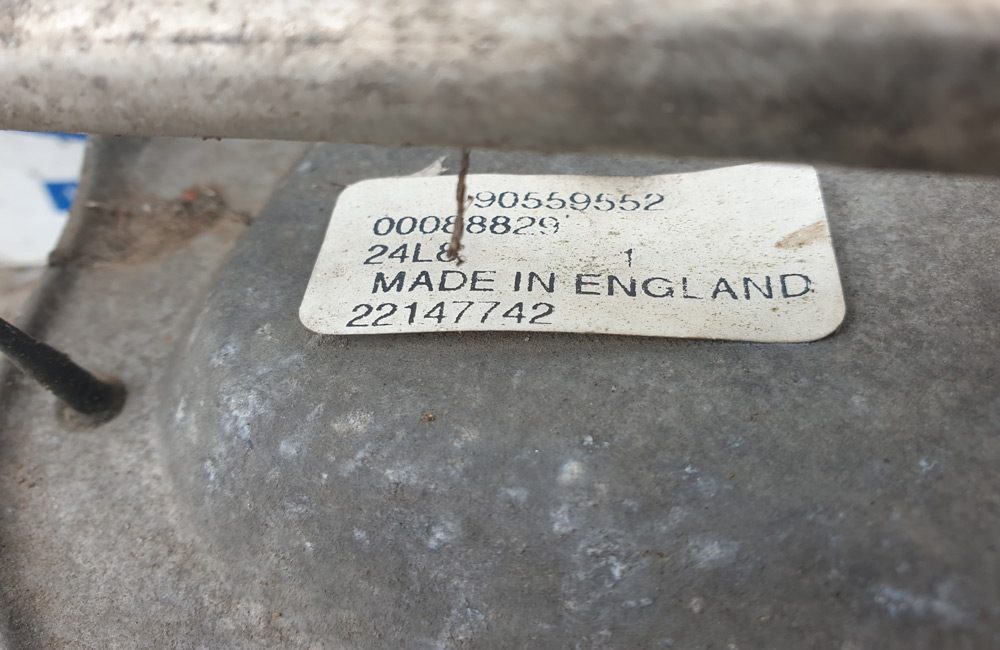 90559552
00088829
24L8 1
MADE IN ENGLAND
22147742